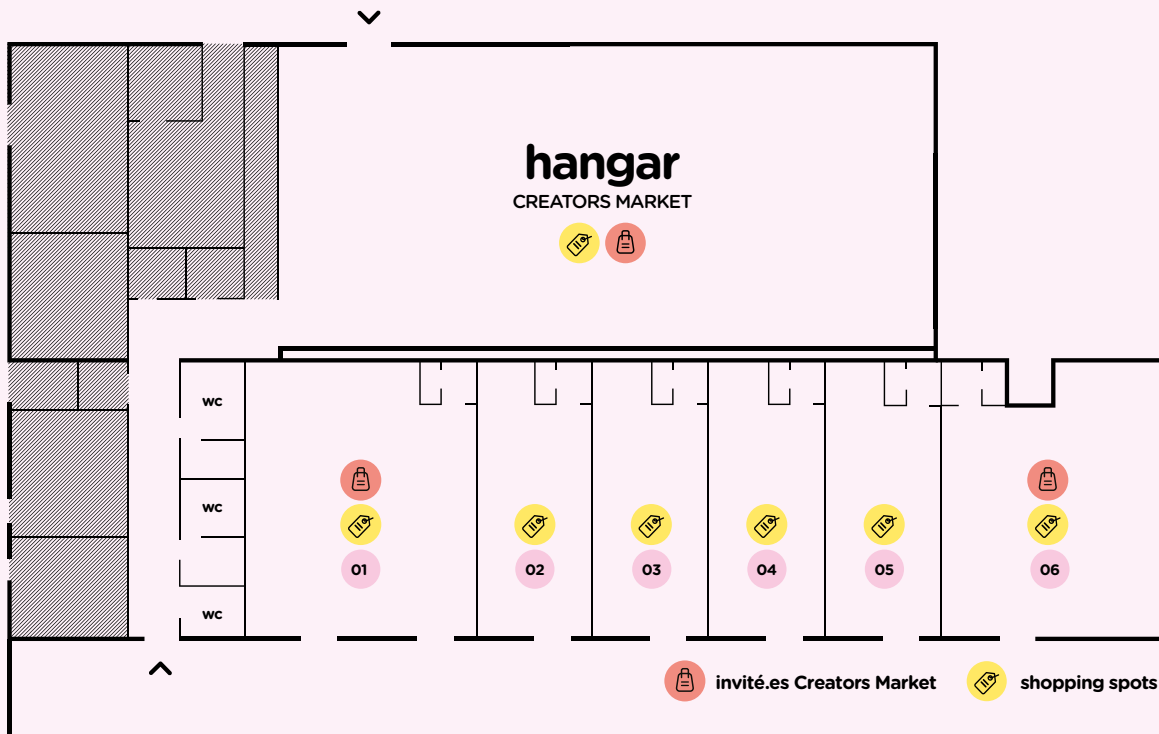 hangar
CREATORS MARKET
WC
WC
WC
01
02
03
04
05
06
invité.es Creators Market
shopping spots